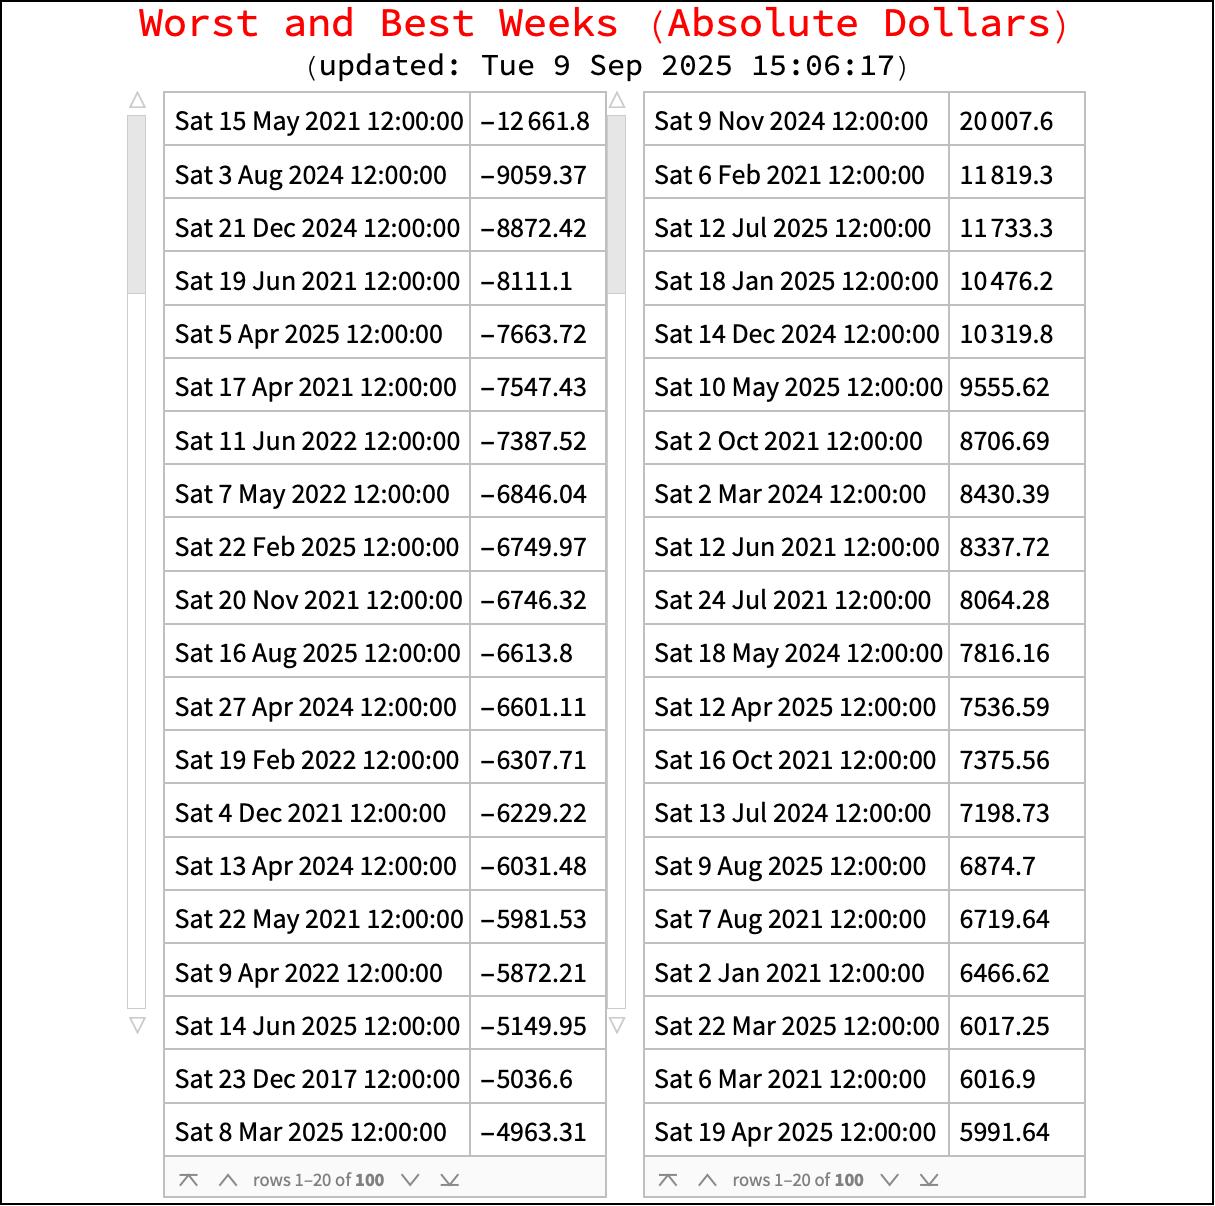 Worst and Best Weeks (Absolute Dollars)
(updated: Tue 9 Sep 2025 15:06:17)
Sat 15 May 2021 12:00:00 −12 661.8 Sat 9 Nov 2024 12:00:00 20 007.6
Sat 3 Aug 2024 12:00:00 −9059.37 Sat 6 Feb 2021 12:00:00 11 819.3
Sat 21 Dec 2024 12:00:00 −8872.42 Sat 12 Jul 2025 12:00:00 11 733.3
Sat 19 Jun 2021 12:00:00 −8111.1 Sat 18 Jan 2025 12:00:00 10 476.2
Sat 5 Apr 2025 12:00:00 −7663.72 Sat 14 Dec 2024 12:00:00 10 319.8
Sat 17 Apr 2021 12:00:00 −7547.43 Sat 10 May 2025 12:00:00 9555.62
Sat 11 Jun 2022 12:00:00 −7387.52 Sat 2 Oct 2021 12:00:00 8706.69
Sat 7 May 2022 12:00:00 −6846.04 Sat 2 Mar 2024 12:00:00 8430.39
Sat 22 Feb 2025 12:00:00 −6749.97 Sat 12 Jun 2021 12:00:00 8337.72
Sat 20 Nov 2021 12:00:00 −6746.32 Sat 24 Jul 2021 12:00:00 8064.28
Sat 16 Aug 2025 12:00:00 −6613.8 Sat 18 May 2024 12:00:00 7816.16
Sat 27 Apr 2024 12:00:00 −6601.11 Sat 12 Apr 2025 12:00:00 7536.59
Sat 19 Feb 2022 12:00:00 −6307.71 Sat 16 Oct 2021 12:00:00 7375.56
Sat 4 Dec 2021 12:00:00 −6229.22 Sat 13 Jul 2024 12:00:00 7198.73
Sat 13 Apr 2024 12:00:00 −6031.48 Sat 9 Aug 2025 12:00:00 6874.7
Sat 22 May 2021 12:00:00 −5981.53 Sat 7 Aug 2021 12:00:00 6719.64
Sat 9 Apr 2022 12:00:00 −5872.21 Sat 2 Jan 2021 12:00:00 6466.62
Sat 14 Jun 2025 12:00:00 −5149.95 Sat 22 Mar 2025 12:00:00 6017.25
Sat 23 Dec 2017 12:00:00 −5036.6 Sat 6 Mar 2021 12:00:00 6016.9
Sat 8 Mar 2025 12:00:00 −4963.31 Sat 19 Apr 2025 12:00:00 5991.64
rows 1–20 of 100 rows 1–20 of 100